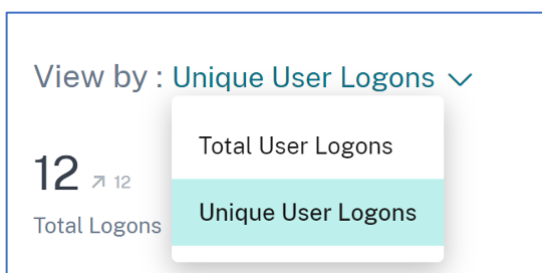 View by : Unique User Logons
Total User Logons
12 ↗ 12
Unique User Logons
Total Logons